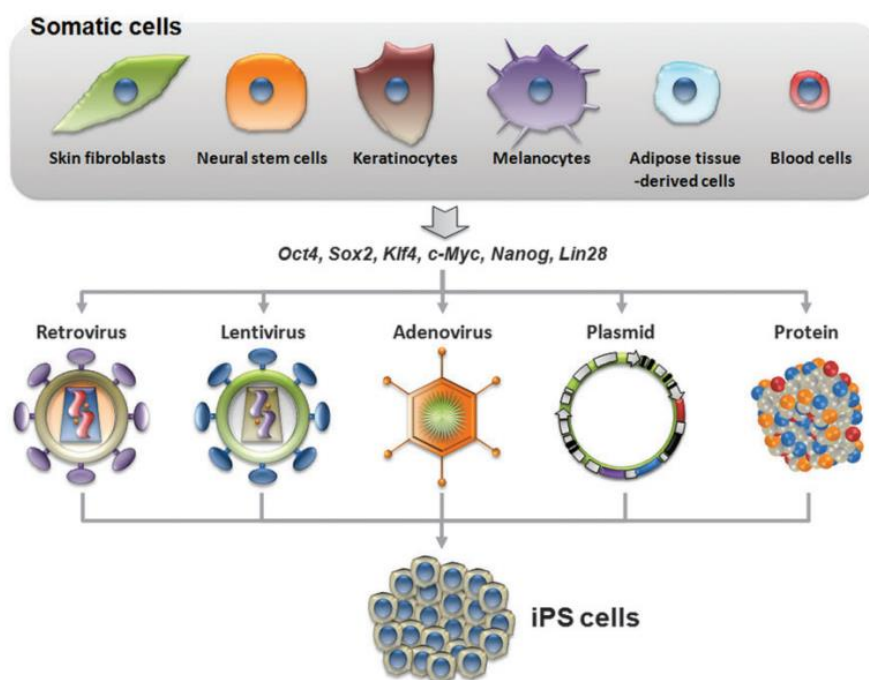 Somatic cells
Skin fibroblasts
Neural stem cells
Keratinocytes
Melanocytes
Adipose tissue
-derived cells
Blood cells
Oct4, Sox2, Klf4, c-Myc, Nanog, Lin28
Retrovirus
Lentivirus
Adenovirus
Plasmid
Protein
iPS cells